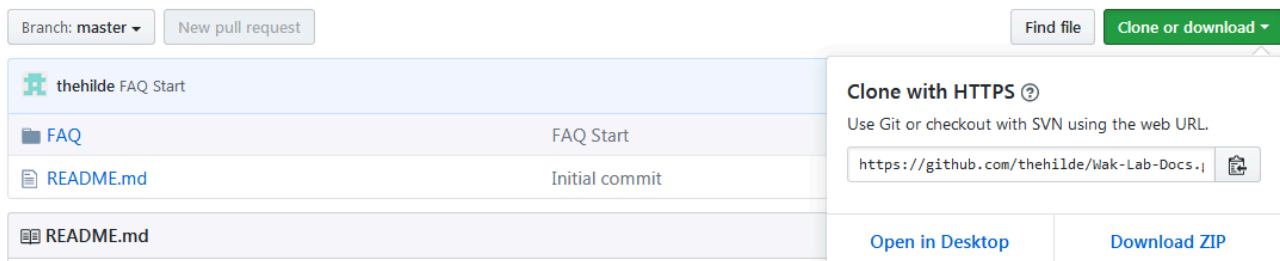 Branch: master New pull request Find file Clone or download
thehilde FAQ Start
FAQ FAQ Start
README.md Initial commit
README.md
Clone with HTTPS
Use Git or checkout with SVN using the web URL.
https://github.com/thehilde/Wak-Lab-Docs.
Open in Desktop Download ZIP